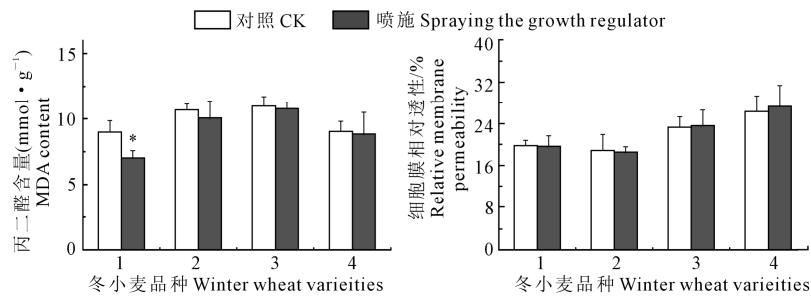 对照 CK 喷施 Spraying the growth regulator
丙二醛含量(mmol·g⁻¹)
MDA content
15
10
5
0
*
1 2 3 4
冬小麦品种 Winter wheat varieities
细胞膜相对透性/%
Relative membrane
permeability
40
32
24
16
8
0
1 2 3 4
冬小麦品种 Winter wheat varieities